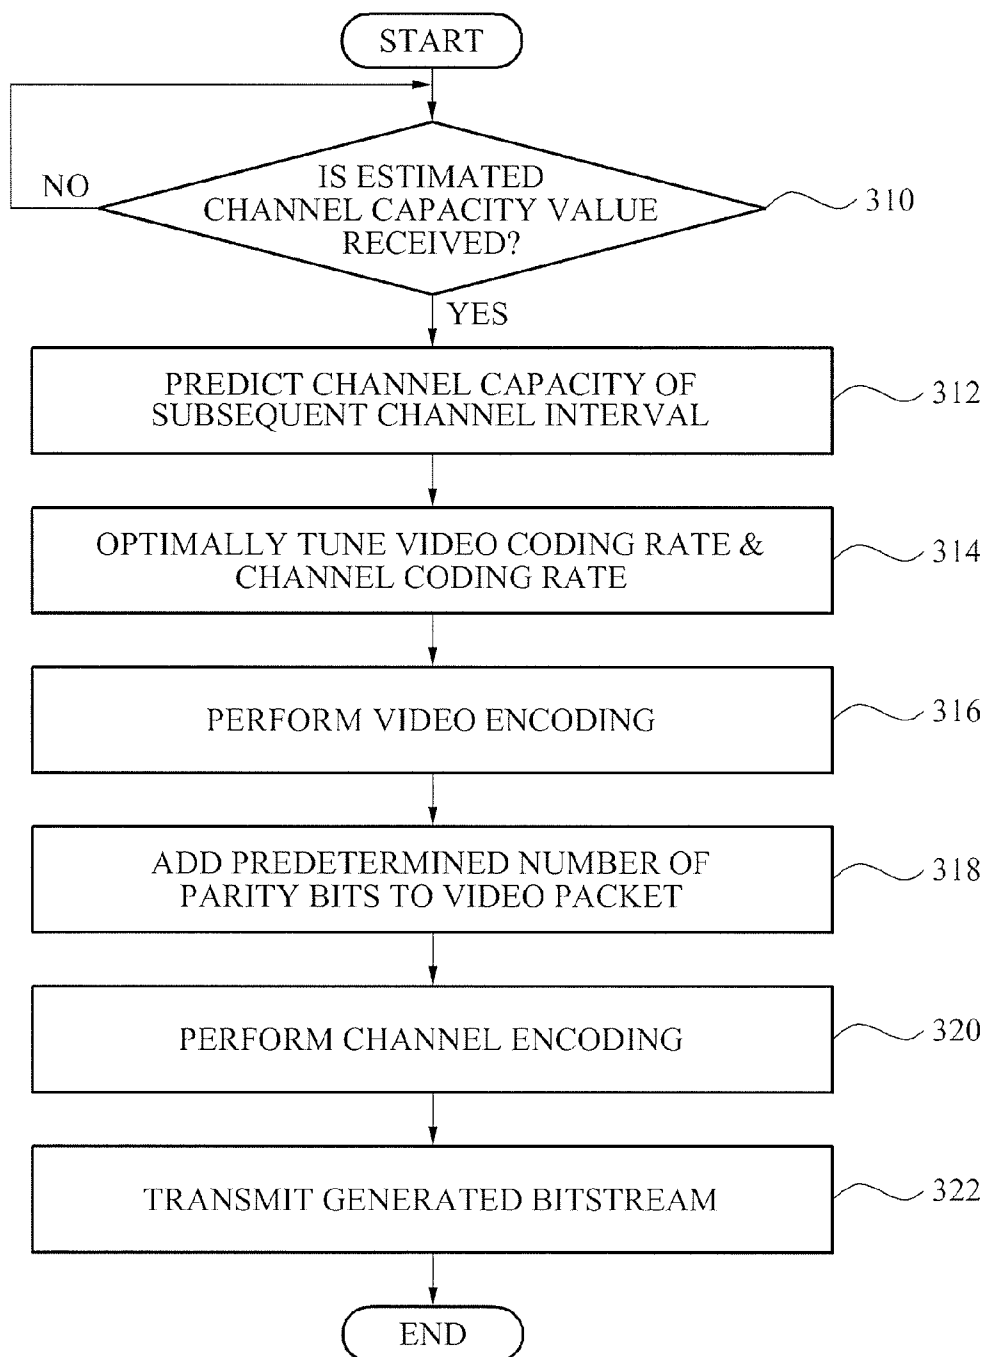 START
IS ESTIMATED
CHANNEL CAPACITY VALUE
RECEIVED?
NO
310
YES
PREDICT CHANNEL CAPACITY OF
SUBSEQUENT CHANNEL INTERVAL
312
OPTIMALLY TUNE VIDEO CODING RATE &
CHANNEL CODING RATE
314
PERFORM VIDEO ENCODING
316
ADD PREDETERMINED NUMBER OF
PARITY BITS TO VIDEO PACKET
318
PERFORM CHANNEL ENCODING
320
TRANSMIT GENERATED BITSTREAM
322
END